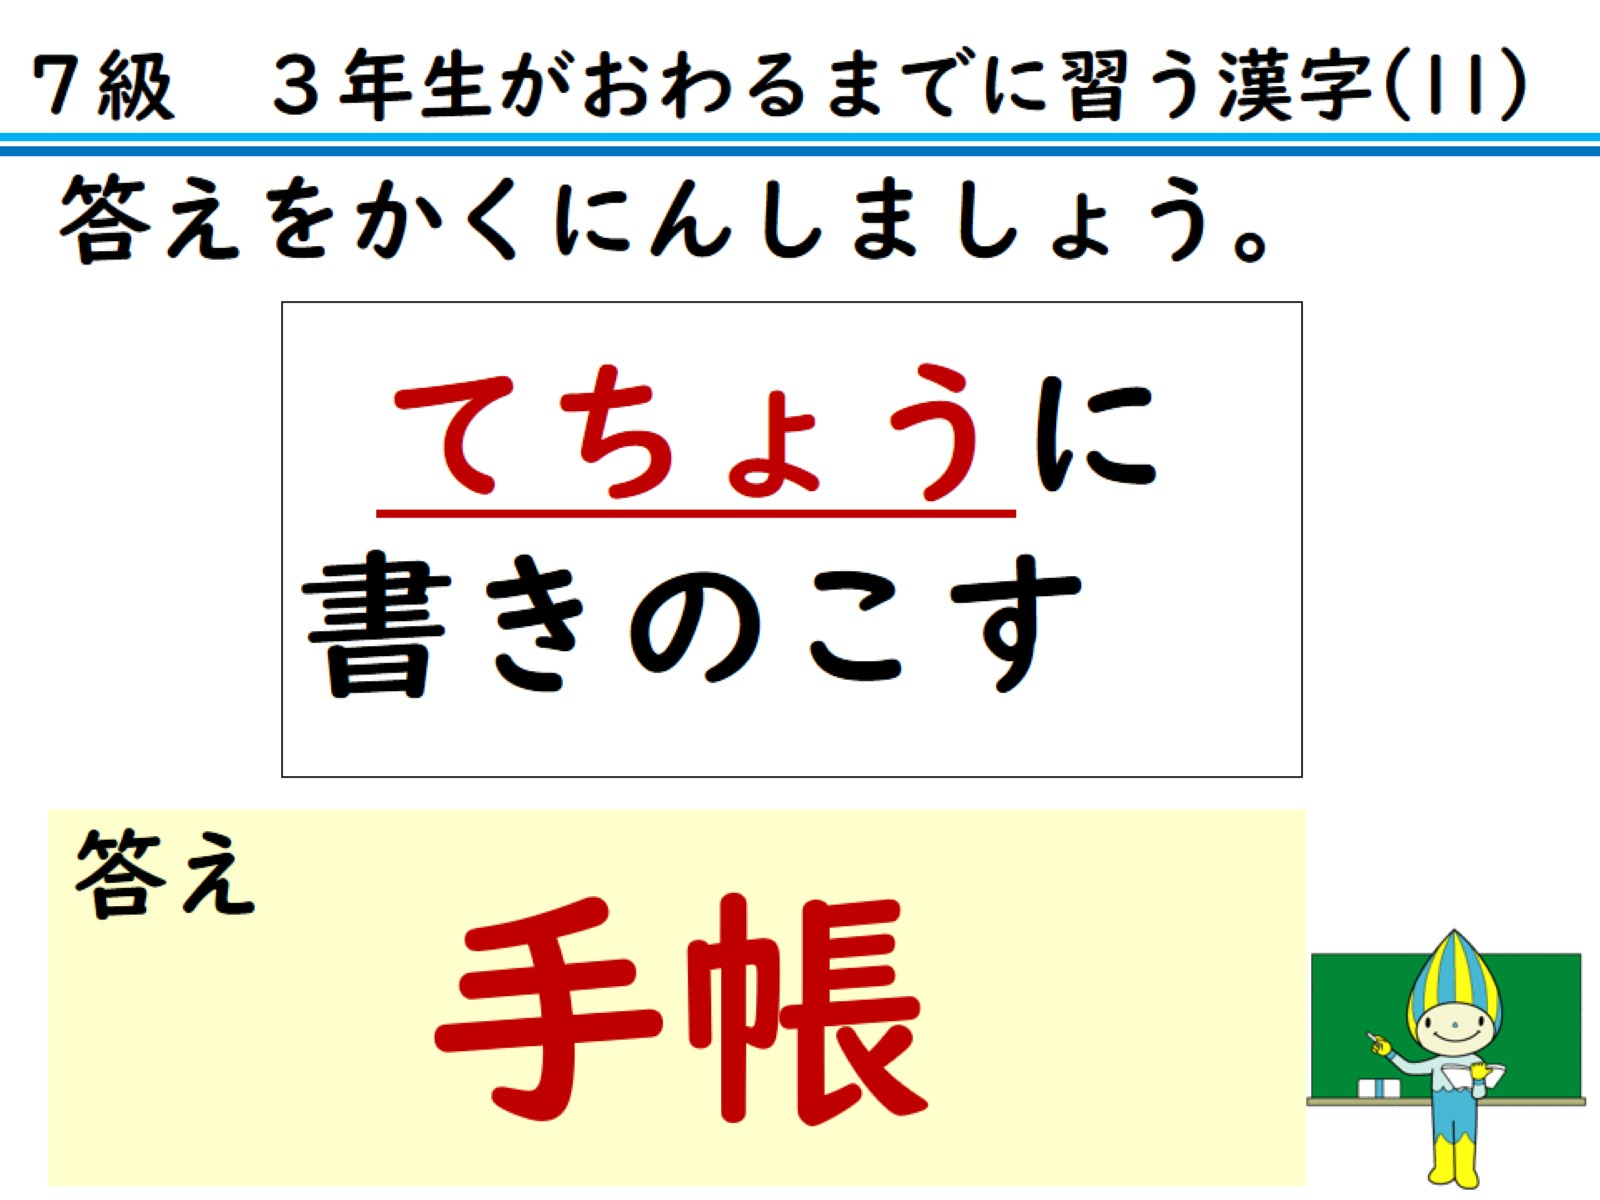 ７級　３年生がおわるまでに習う漢字(11)
答えをかくにんしましょう。
てちょうに
書きのこす
答え
手帳